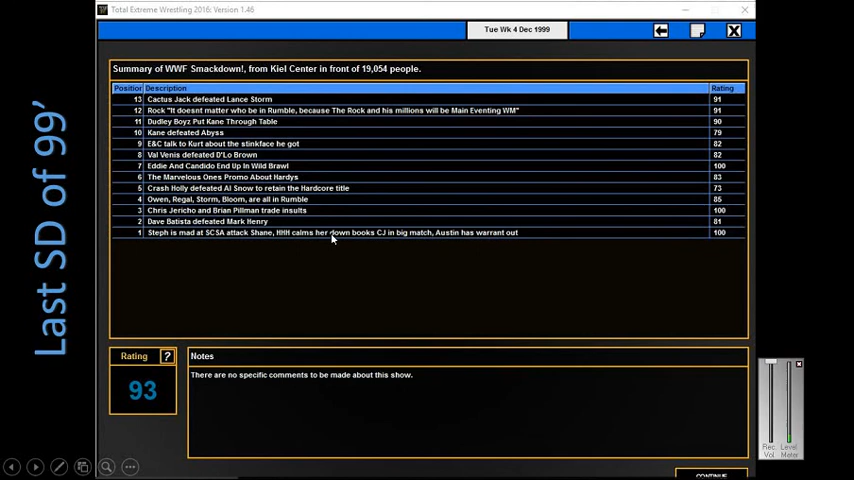 Total Extreme Wrestling 2016: Version 1.46
Tue Wk 4 Dec 1999
Summary of WWF Smackdown!, from Kiel Center in front of 19,054 people.
Position Description Rating
13 Cactus Jack defeated Lance Storm 91
12 Rock "It doesnt matter who be in Rumble, because The Rock and his millions will be Main Eventing WM" 91
11 Dudley Boyz Put Kane Through Table 90
10 Kane defeated Abyss 79
9 E&C talk to Kurt about the stinkface he got 82
8 Val Venis defeated D'Lo Brown 82
7 Eddie And Candido End Up In Wild Brawl 100
6 The Marvelous Ones Promo About Hardys 83
5 Crash Holly defeated Al Snow to retain the Hardcore title 73
4 Owen, Regal, Storm, Bloom, are all in Rumble 85
3 Chris Jericho and Brian Pillman trade insults 100
2 Dave Batista defeated Mark Henry 81
1 Steph is mad at SCSA attack Shane, HHH calms her down books CJ in big match, Austin has warrant out 100
Last SD of 99'
Rating ?
93
Notes
There are no specific comments to be made about this show.
Rec. Vol
Level Meter
CONTINUE